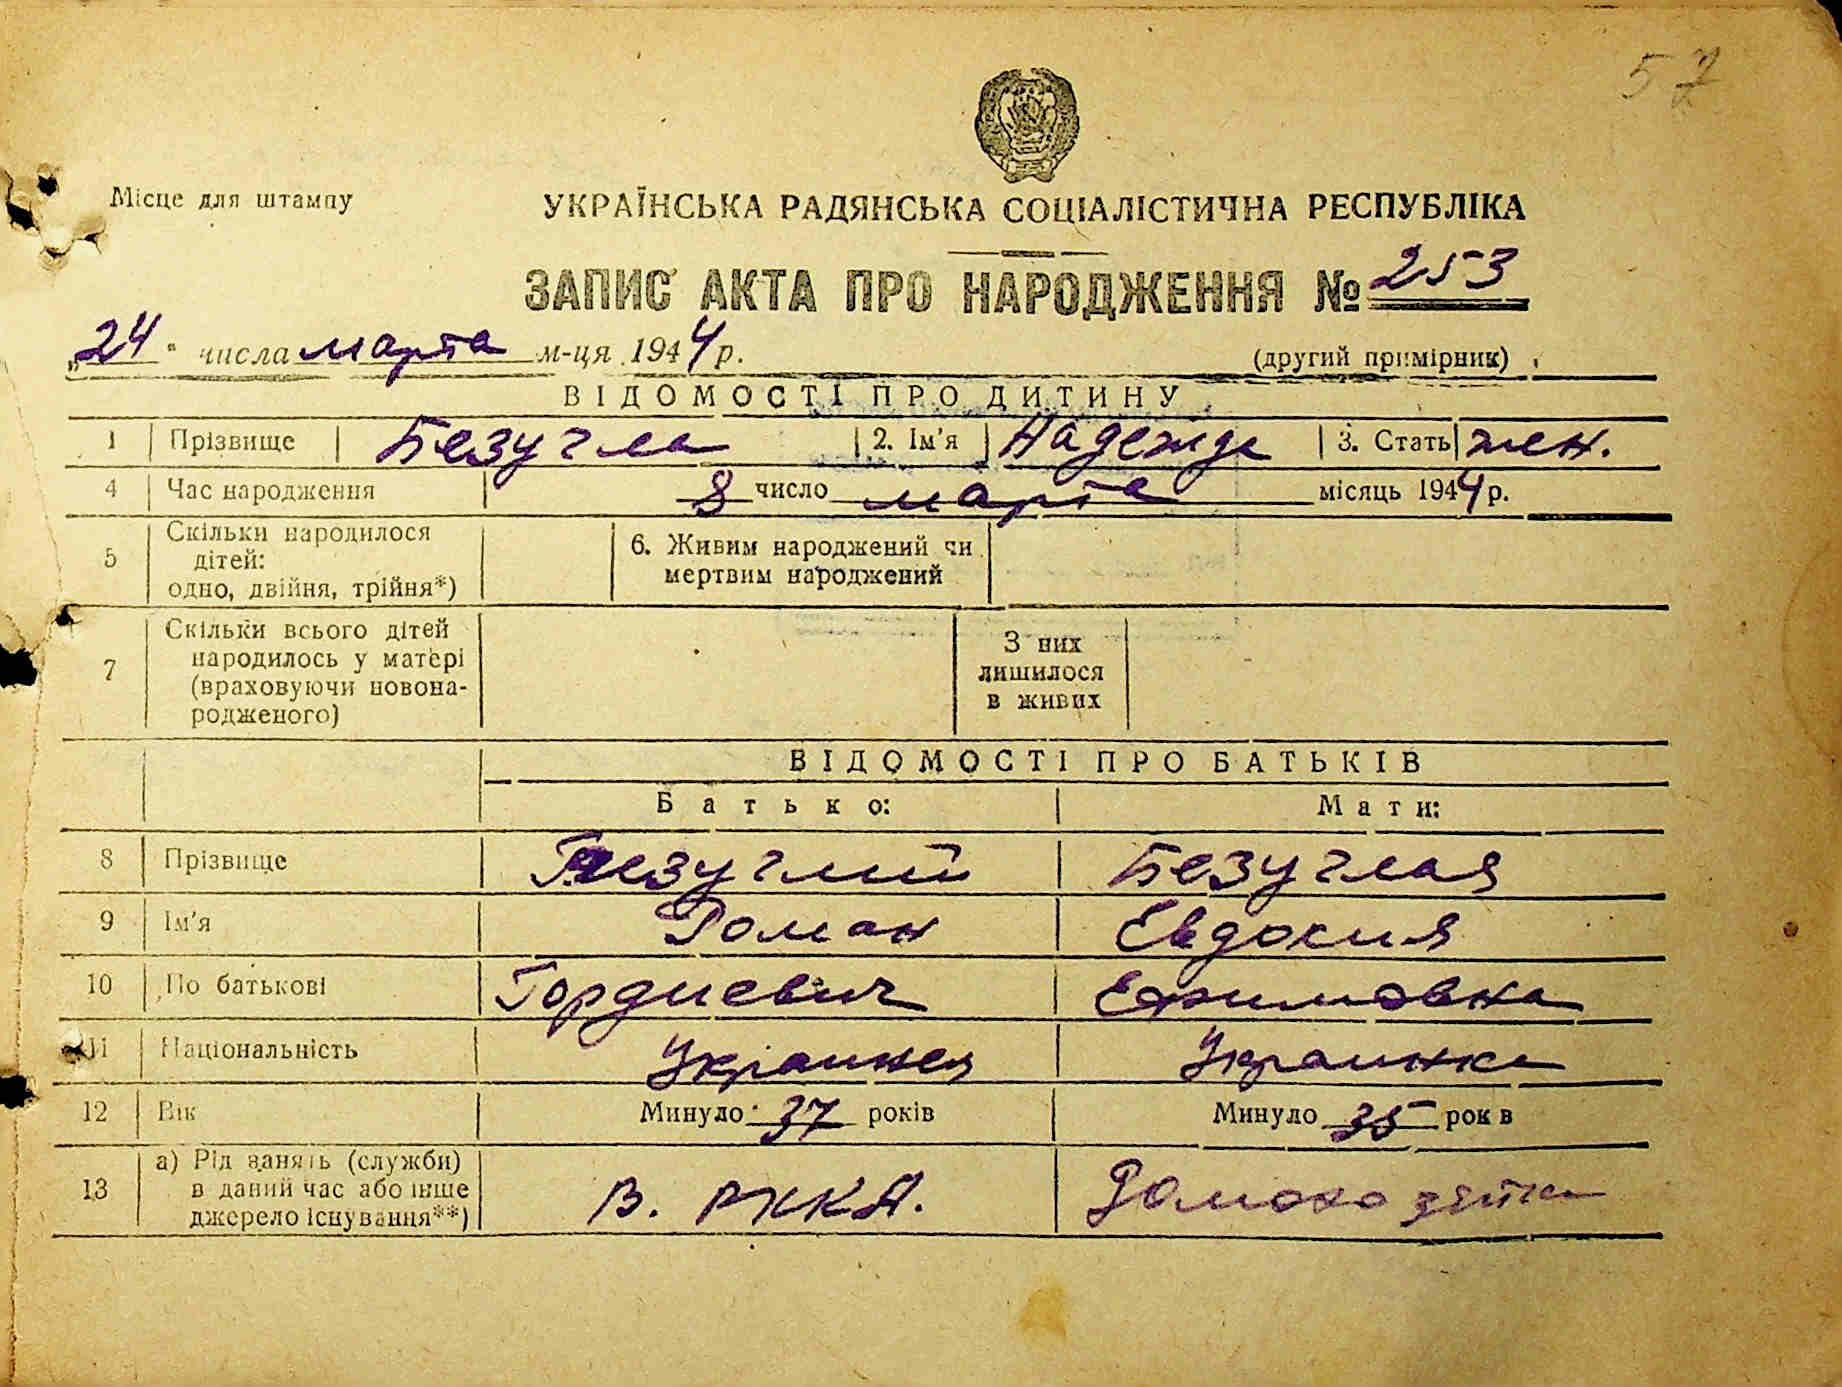 57
Місце для штампу
УКРАЇНСЬКА РАДЯНСЬКА СОЦІАЛІСТИЧНА РЕСПУБЛІКА
ЗАПИС АКТА ПРО НАРОДЖЕННЯ № 253
„24" числа марта м-ця 1944 р.
(другий примірник)
ВІДОМОСТІ ПРО ДИТИНУ
1 Прізвище Безугла 2. Ім'я Надежда 3. Стать жен.
4 Час народження 8 число марта місяць 1944 р.
5 Скільки народилося дітей: одно, двійня, трійня*) 6. Живим народжений чи мертвим народжений
7 Скільки всього дітей народилось у матері (враховуючи новона-родженого) З них лишилося в живих
ВІДОМОСТІ ПРО БАТЬКІВ
Батько: Мати:
8 Прізвище Безуглий Безуглая
9 Ім'я Роман Евдокия
10 По батькові Гордиевич Ефимовна
11 Національність Украинец Украинка
12 Вік Минуло 37 років Минуло 35 рок в
13 а) Рід занять (служби) в даний час або інше джерело існування**) В. РККА. Домохозяйка